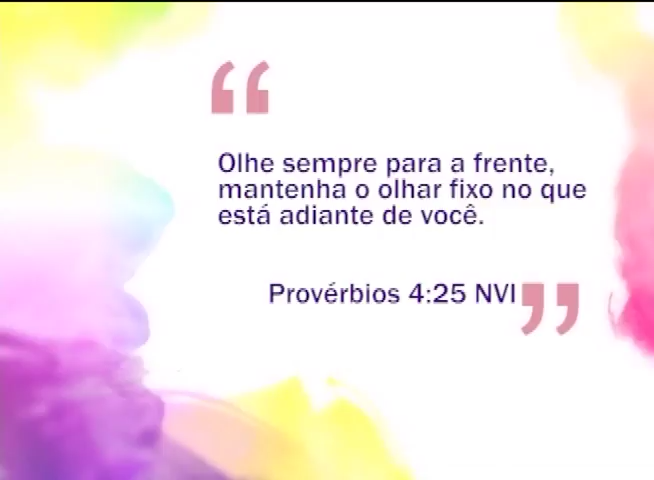 “
Olhe sempre para a frente,
mantenha o olhar fixo no que
está adiante de você.
Provérbios 4:25 NVI ”